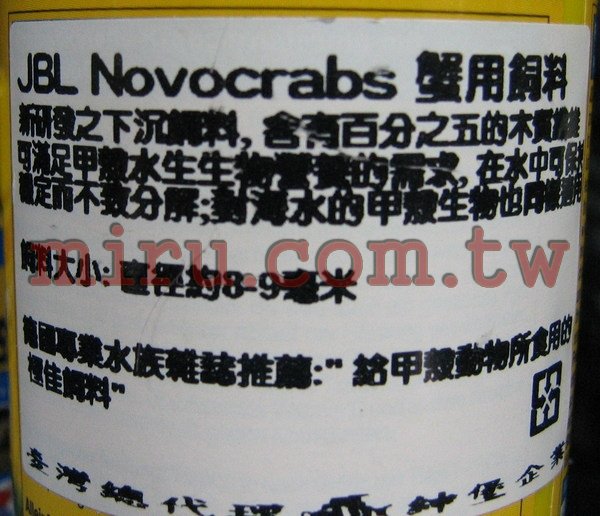 JBL Novocrabs 蟹用飼料
新研發之下沉飼料, 含有百分之五的木質纖維
可滿足甲殼水生生物營養的需求, 在水中可保持
穩定而不致分解;對海水的甲殼生物也同樣適用
miru.com.tw
飼料大小: 直徑約8-9毫米
德國專業水族雜誌推薦:" 給甲殼動物所食用的
極佳飼料"
臺灣總代理 企業